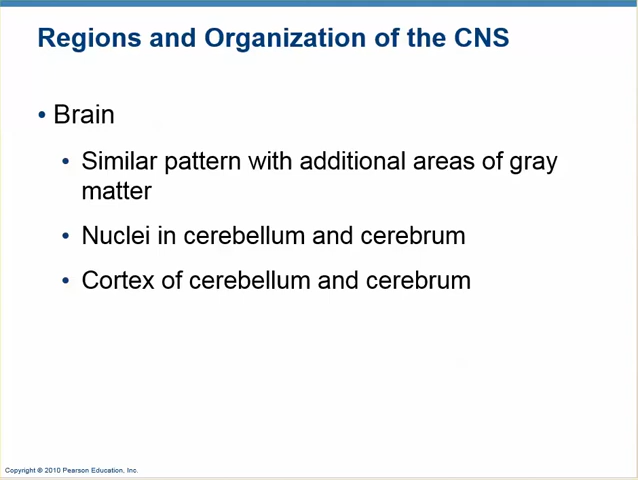 Regions and Organization of the CNS
• Brain
• Similar pattern with additional areas of gray
matter
• Nuclei in cerebellum and cerebrum
• Cortex of cerebellum and cerebrum
Copyright © 2010 Pearson Education, Inc.